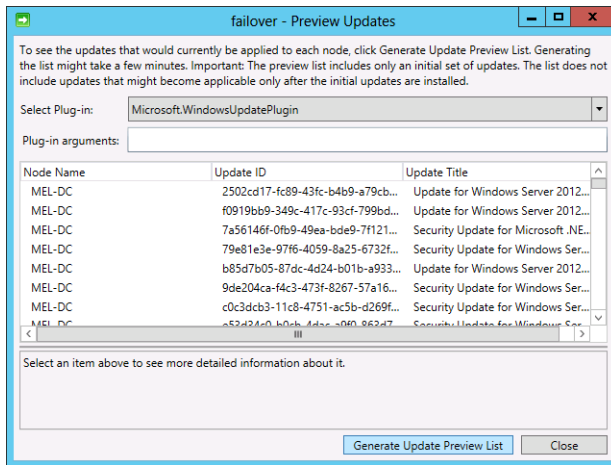 failover - Preview Updates
To see the updates that would currently be applied to each node, click Generate Update Preview List. Generating
the list might take a few minutes. Important: The preview list includes only an initial set of updates. The list does not
include updates that might become applicable only after the initial updates are installed.
Select Plug-in: Microsoft.WindowsUpdatePlugin
Plug-in arguments:
Node Name Update ID Update Title
MEL-DC 2502cd17-fc89-43fc-b4b9-a79cb... Update for Windows Server 2012...
MEL-DC f0919bb9-349c-417c-93cf-799bd... Update for Windows Server 2012...
MEL-DC 7a56146f-0fb9-49ea-bde9-7f121... Security Update for Microsoft .NE...
MEL-DC 79e81e3e-97f6-4059-8a25-6732f... Security Update for Windows Ser...
MEL-DC b85d7b05-87dc-4d24-b01b-a933... Update for Windows Server 2012...
MEL-DC 9de204ca-f4c3-473f-8267-57a16... Security Update for Windows Ser...
MEL-DC c0c3dcb3-11c8-4751-ac5b-d269f... Security Update for Windows Ser...
MEL-DC Security Update for Windows Ser...
Select an item above to see more detailed information about it.
Generate Update Preview List Close